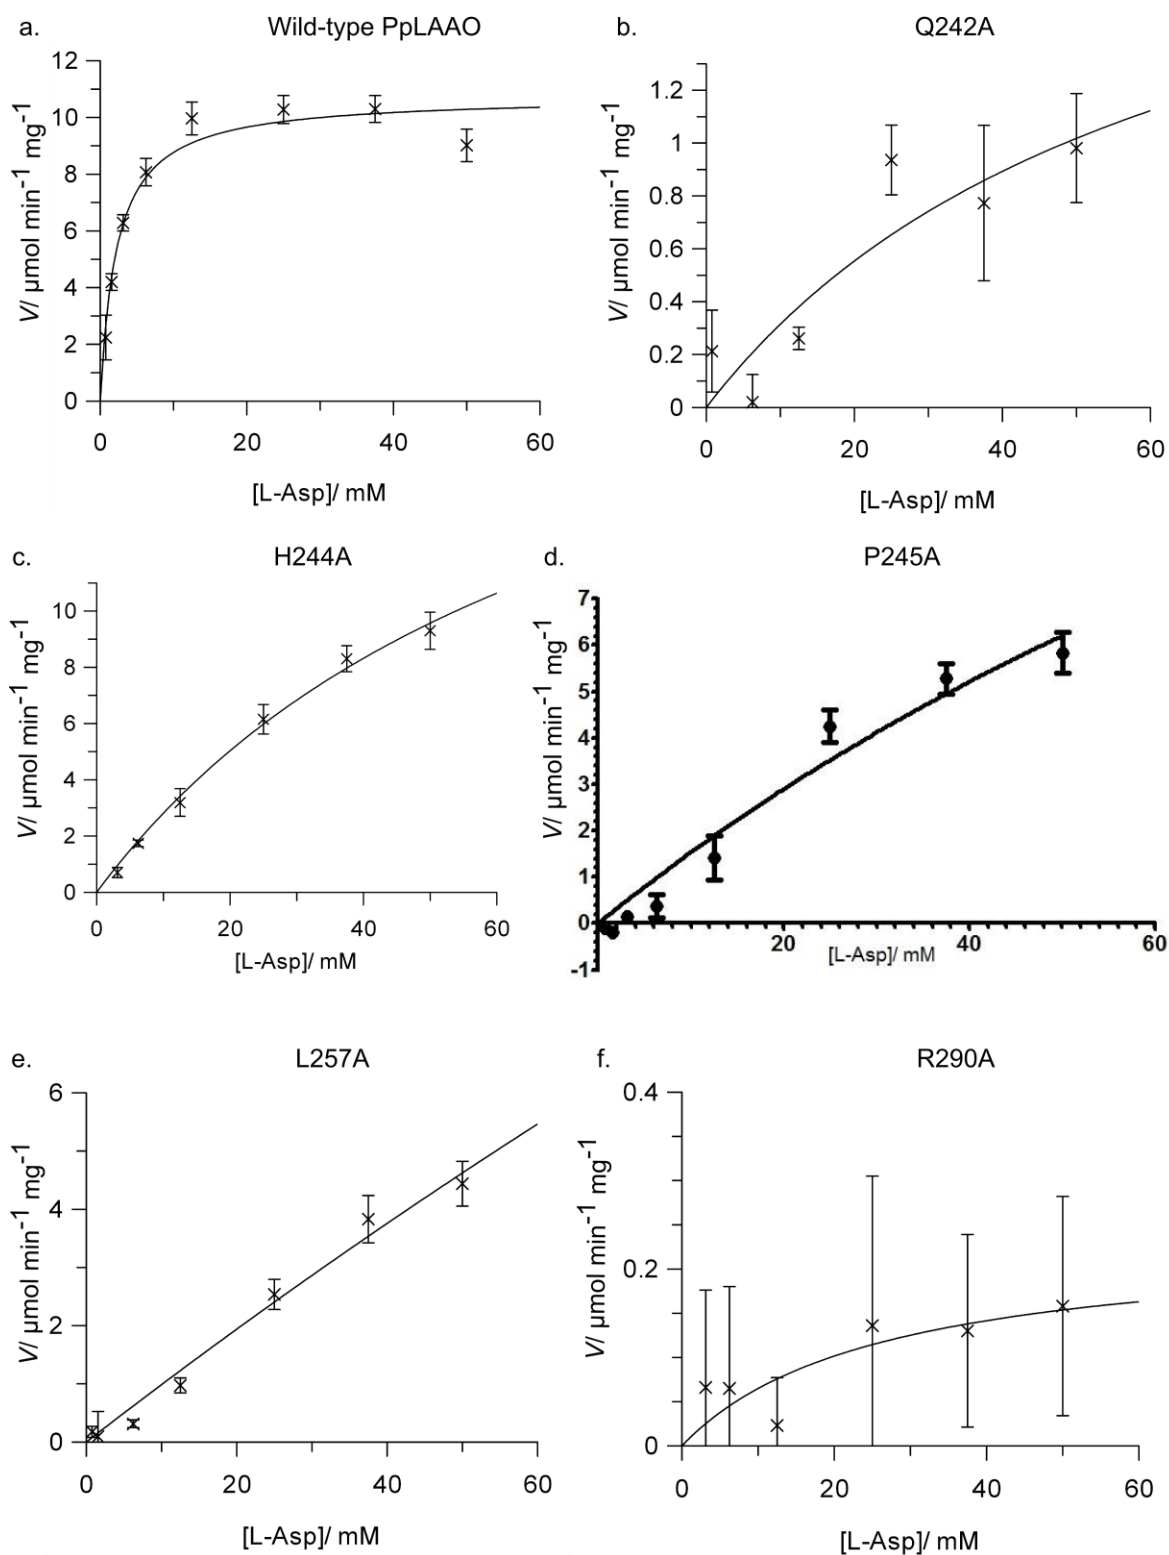 a. Wild-type PpLAAO
12
10
8
6
4
2
0
V/ µmol min⁻¹ mg⁻¹
0 20 40 60
[L-Asp]/ mM
b. Q242A
1.2
1
0.8
0.6
0.4
0.2
0
V/ µmol min⁻¹ mg⁻¹
0 20 40 60
[L-Asp]/ mM
c. H244A
10
8
6
4
2
0
V/ µmol min⁻¹ mg⁻¹
0 20 40 60
[L-Asp]/ mM
d. P245A
7
6
5
4
3
2
1
0
-1
V/ µmol min⁻¹ mg⁻¹
20 40 60
[L-Asp]/ mM
e. L257A
6
4
2
0
V/ µmol min⁻¹ mg⁻¹
0 20 40 60
[L-Asp]/ mM
f. R290A
0.4
0.2
0
V/ µmol min⁻¹ mg⁻¹
0 20 40 60
[L-Asp]/ mM